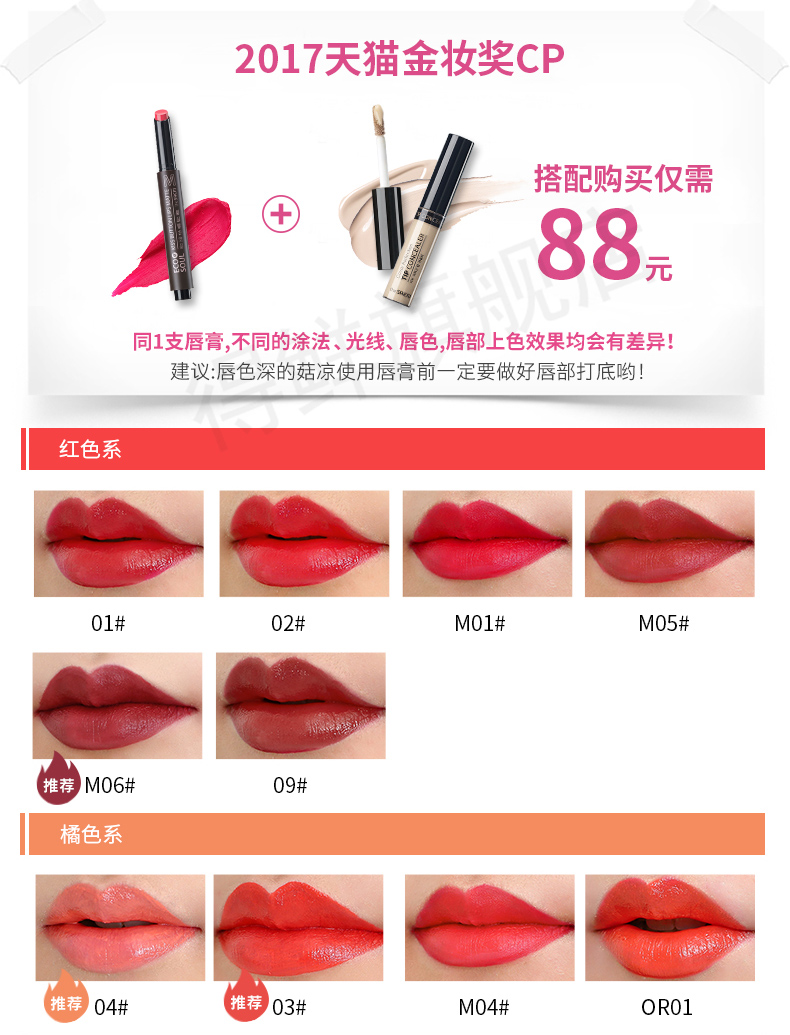 2017天猫金妆奖CP
搭配购买仅需
88元
ECO
SOUL
TIP CONCEALER
同1支唇膏,不同的涂法、光线、唇色,唇部上色效果均会有差异!
建议:唇色深的菇凉使用唇膏前一定要做好唇部打底哟!
得鲜旗舰店
红色系
01#
02#
M01#
M05#
推荐
M06#
09#
橘色系
推荐
04#
推荐
03#
M04#
OR01